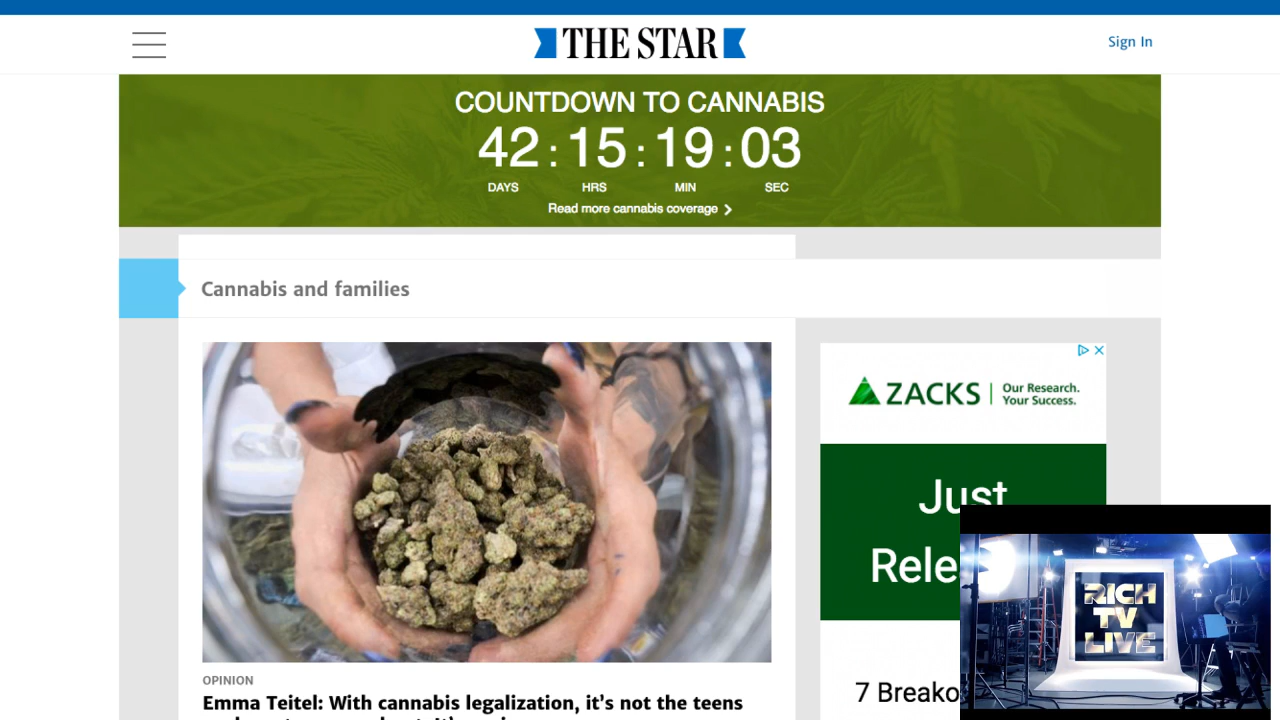 THE STAR
Sign In
COUNTDOWN TO CANNABIS
42 : 15 : 19 : 03
DAYS HRS MIN SEC
Read more cannabis coverage
Cannabis and families
ZACKS
Our Research.
Your Success.
Just
Rele
7 Breako
RICH
TV
LIVE
OPINION
Emma Teitel: With cannabis legalization, it's not the teens